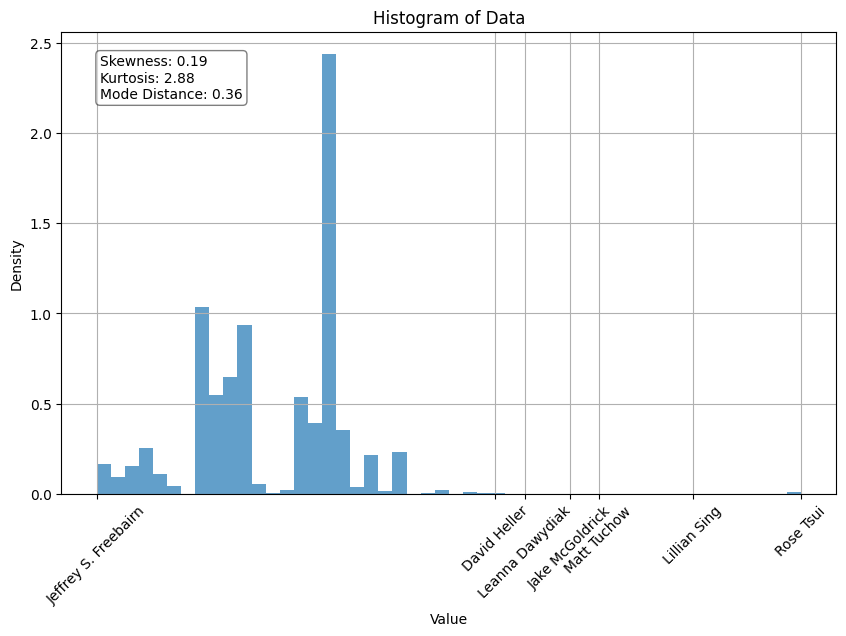 Histogram of Data
Skewness: 0.19
Kurtosis: 2.88
Mode Distance: 0.36
2.5
2.0
1.5
1.0
0.5
0.0
Density
Jeffrey S. Freebairn
David Heller
Leanna Dawydiak
Jake McGoldrick
Matt Tuchow
Lillian Sing
Rose Tsui
Value